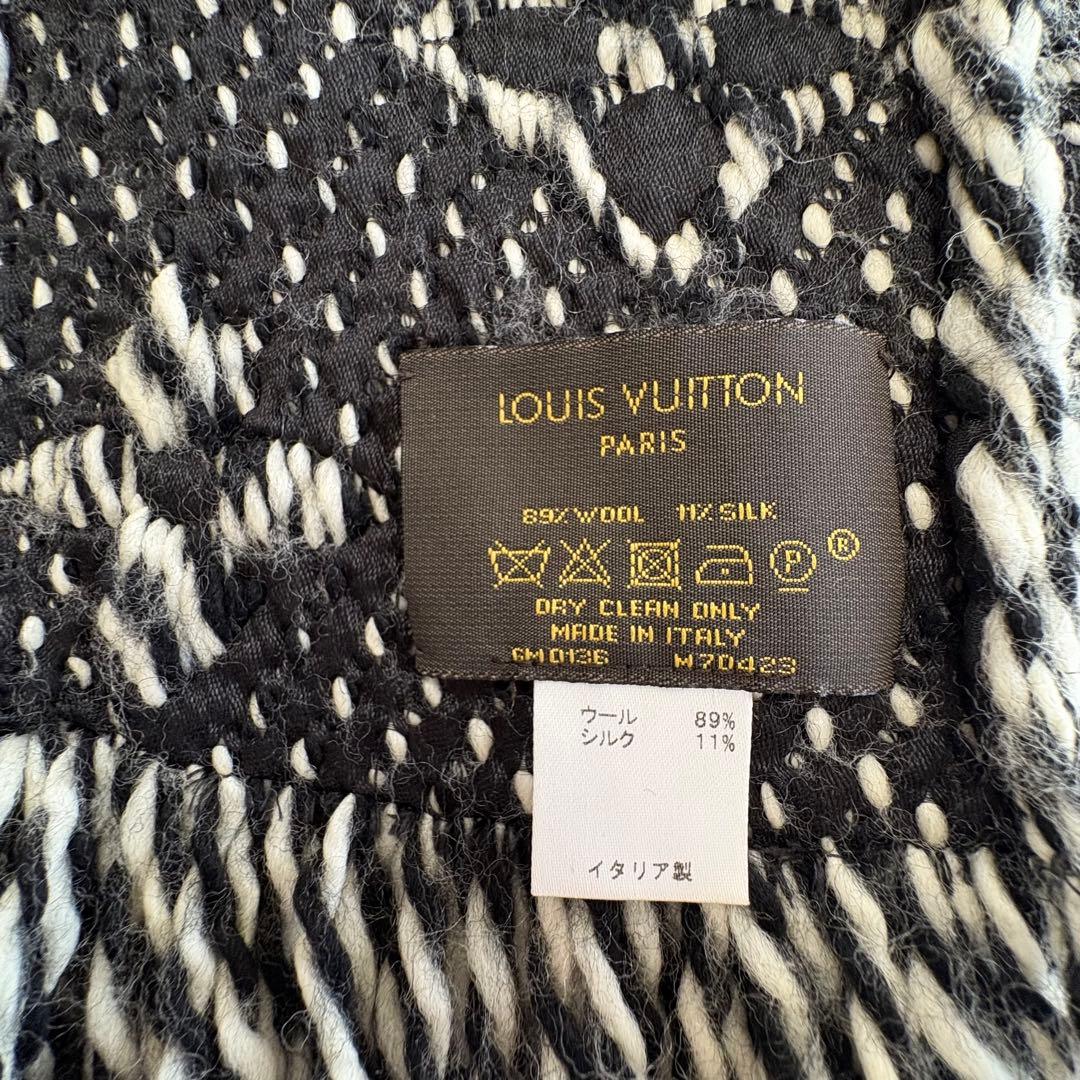 LOUIS VUITTON
PARIS
89% WOOL 11% SILK
P ®
DRY CLEAN ONLY
MADE IN ITALY
GM0136 M70433
ウール 89%
シルク 11%
イタリア製